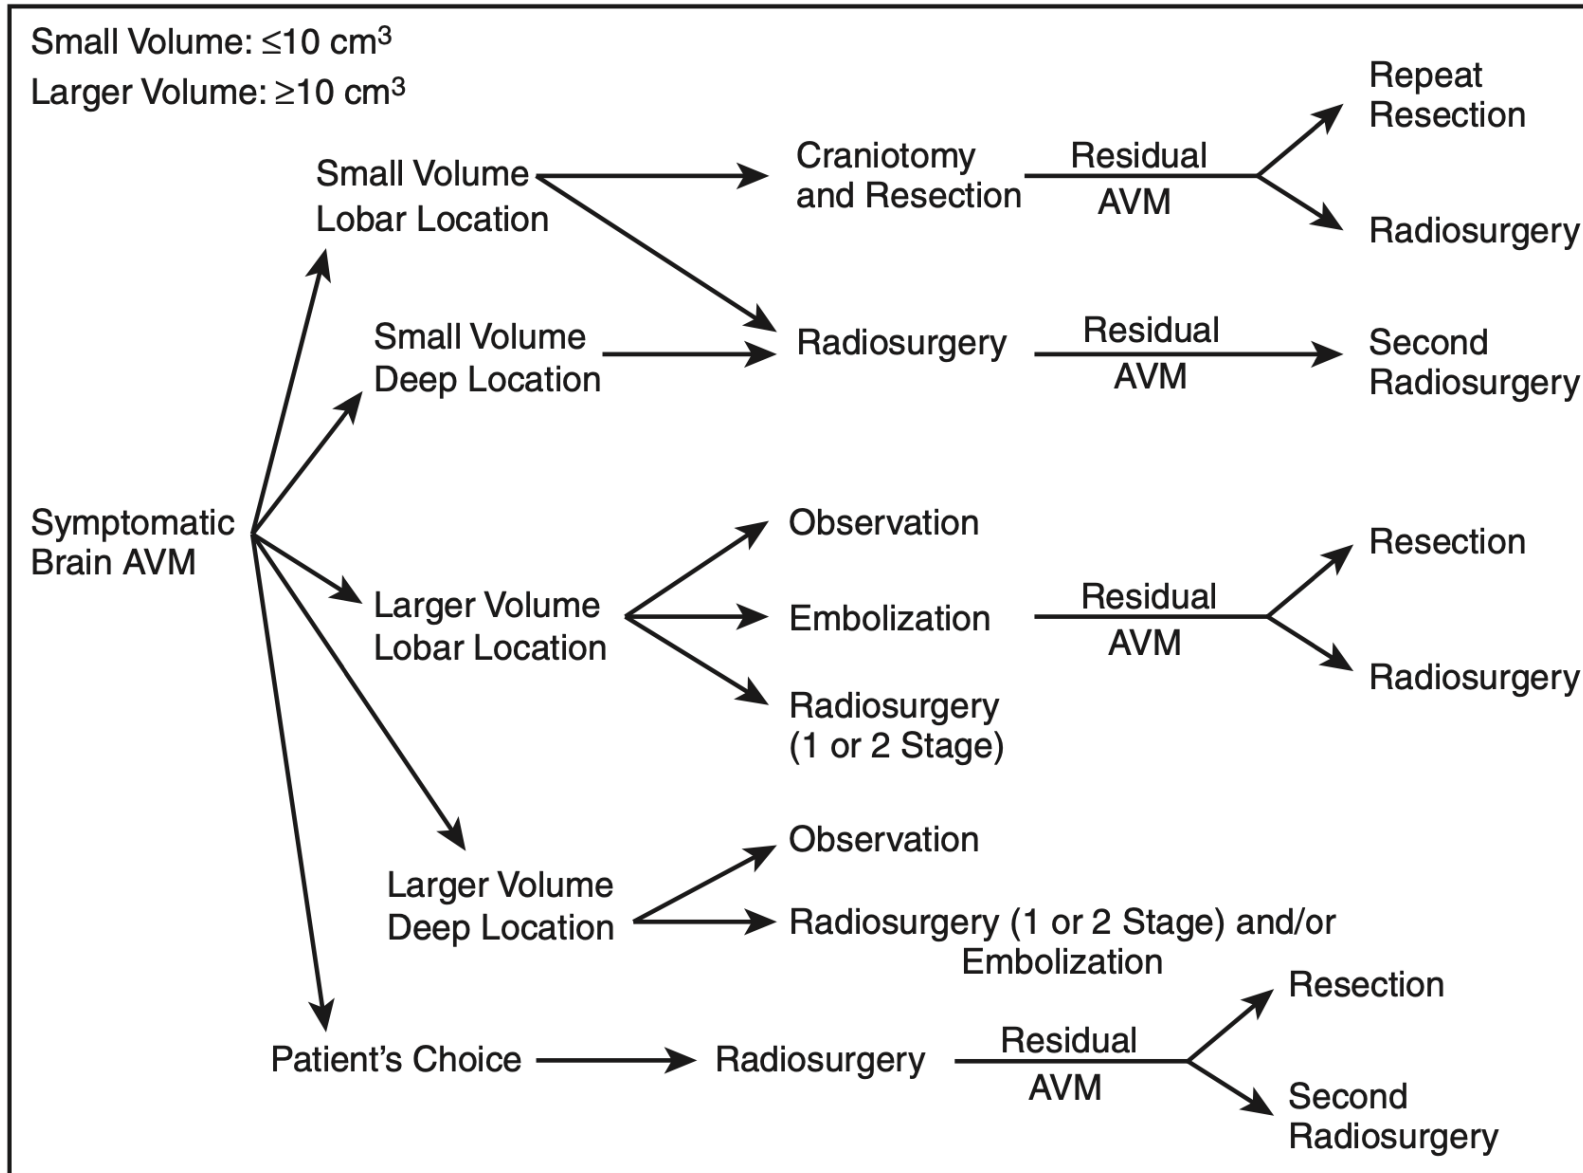 Small Volume: ≤10 cm³
Larger Volume: ≥10 cm³
Symptomatic
Brain AVM
Small Volume
Lobar Location
Craniotomy
and Resection
Residual
AVM
Repeat
Resection
Radiosurgery
Small Volume
Deep Location
Radiosurgery
Residual
AVM
Second
Radiosurgery
Larger Volume
Lobar Location
Observation
Embolization
Residual
AVM
Resection
Radiosurgery
Radiosurgery
(1 or 2 Stage)
Larger Volume
Deep Location
Observation
Radiosurgery (1 or 2 Stage) and/or
Embolization
Patient’s Choice
Radiosurgery
Residual
AVM
Resection
Second
Radiosurgery